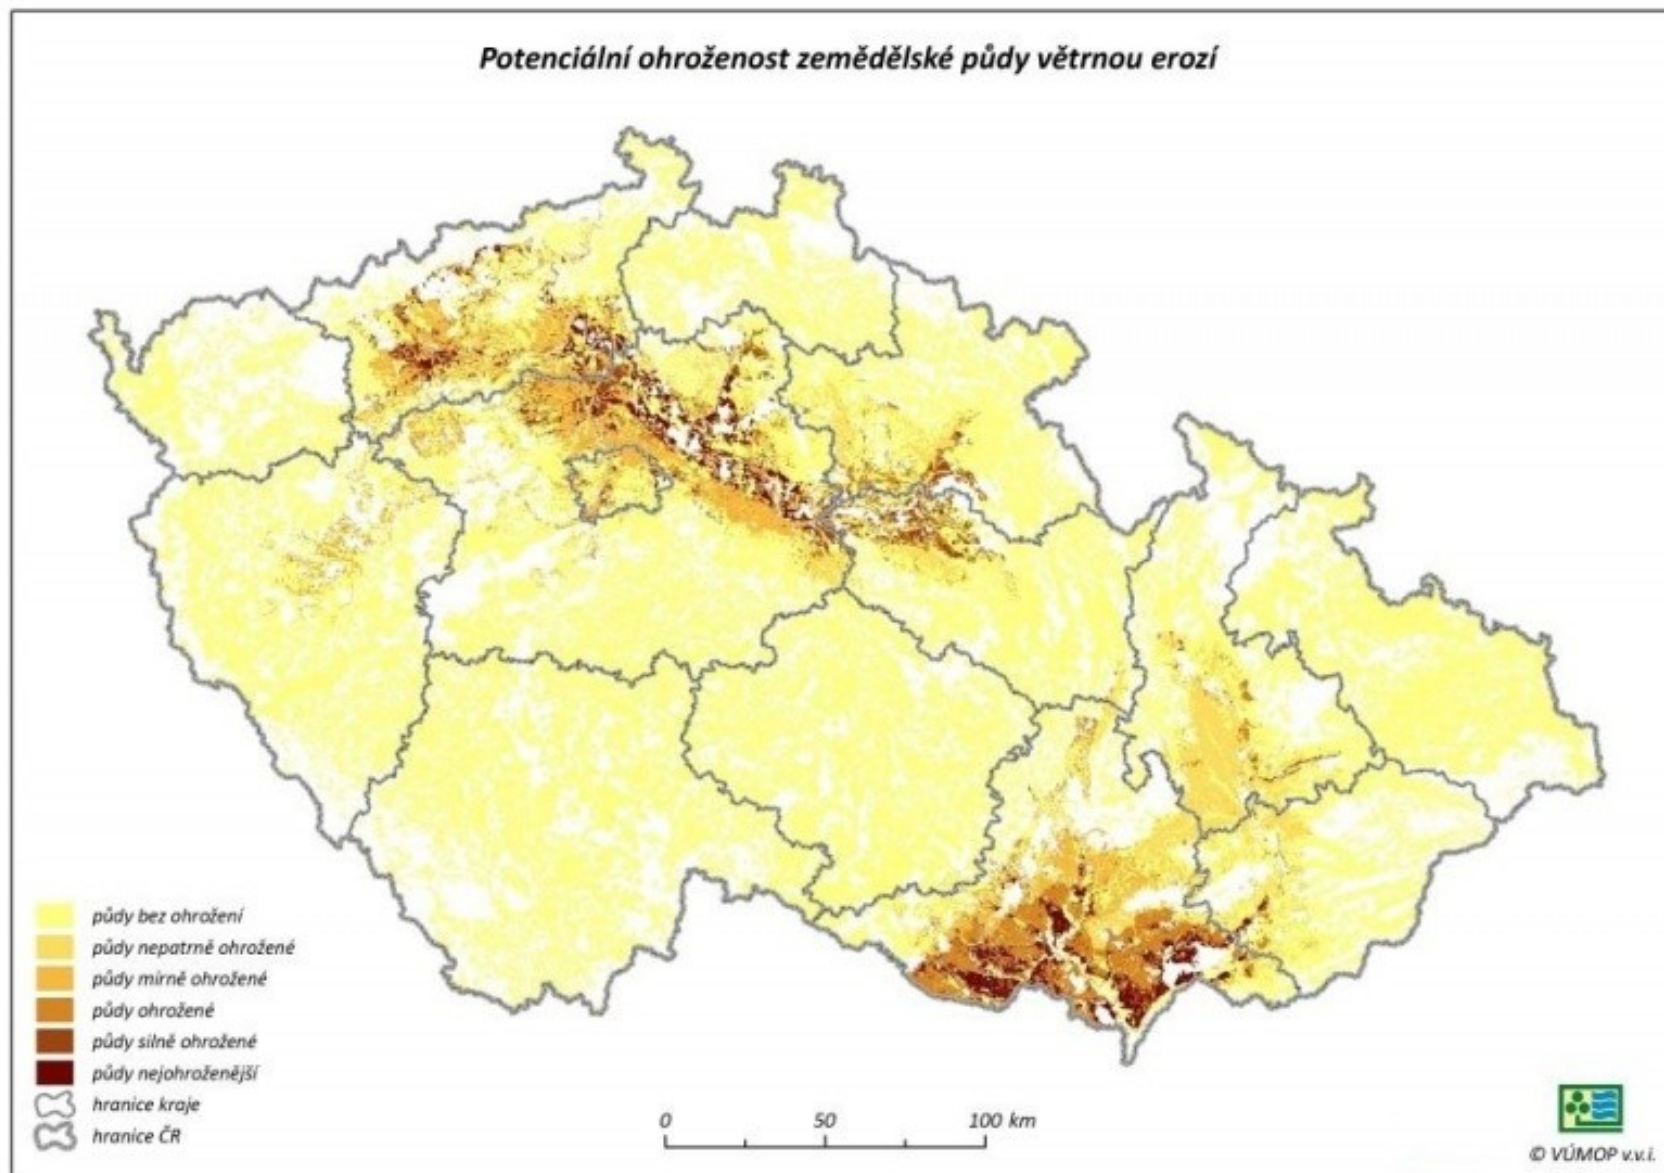 Potenciální ohroženost zemědělské půdy větrnou erozí
půdy bez ohrožení
půdy nepatrně ohrožené
půdy mírně ohrožené
půdy ohrožené
půdy silně ohrožené
půdy nejohroženější
hranice kraje
hranice ČR
0 50 100 km
© VÚMOP v.v.i.